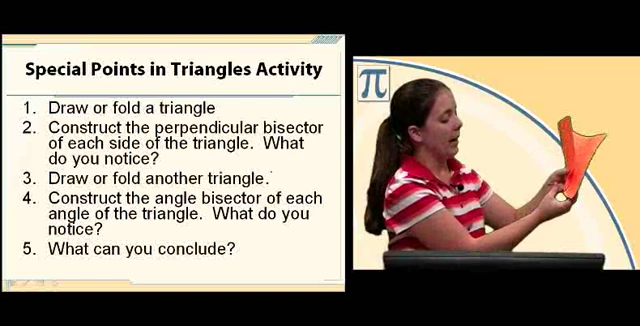 Special Points in Triangles Activity
1. Draw or fold a triangle
2. Construct the perpendicular bisector
of each side of the triangle. What
do you notice?
3. Draw or fold another triangle.
4. Construct the angle bisector of each
angle of the triangle. What do you
notice?
5. What can you conclude?
π